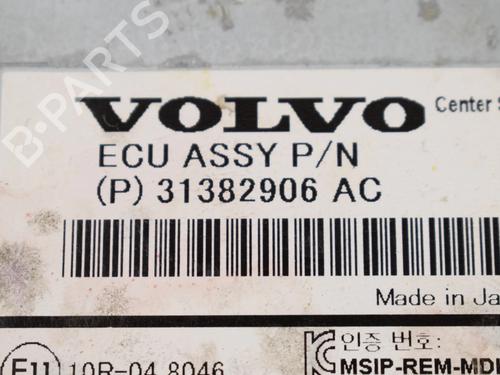 VOLVO
Center
ECU ASSY P/N
(P) 31382906 AC
Made in Ja
E11 10R-04 8046
인증 번호:
MSIP-REM-MDI
B-PARTS